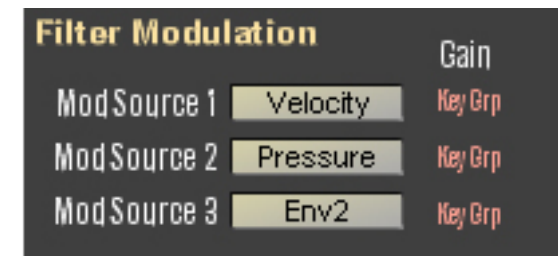 Filter Modulation
Gain
Mod Source 1 Velocity Key Grp
Mod Source 2 Pressure Key Grp
Mod Source 3 Env2 Key Grp